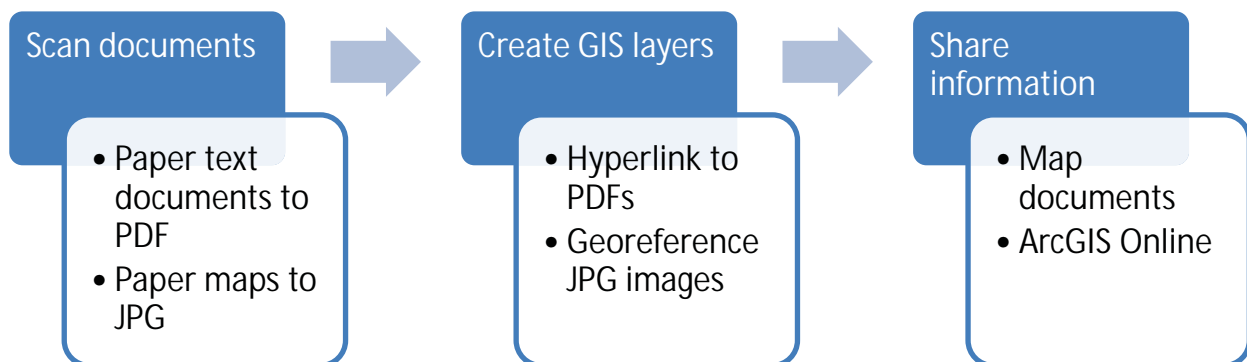 Scan documents
• Paper text
documents to
PDF
• Paper maps to
JPG
Create GIS layers
• Hyperlink to
PDFs
• Georeference
JPG images
Share
information
• Map
documents
• ArcGIS Online